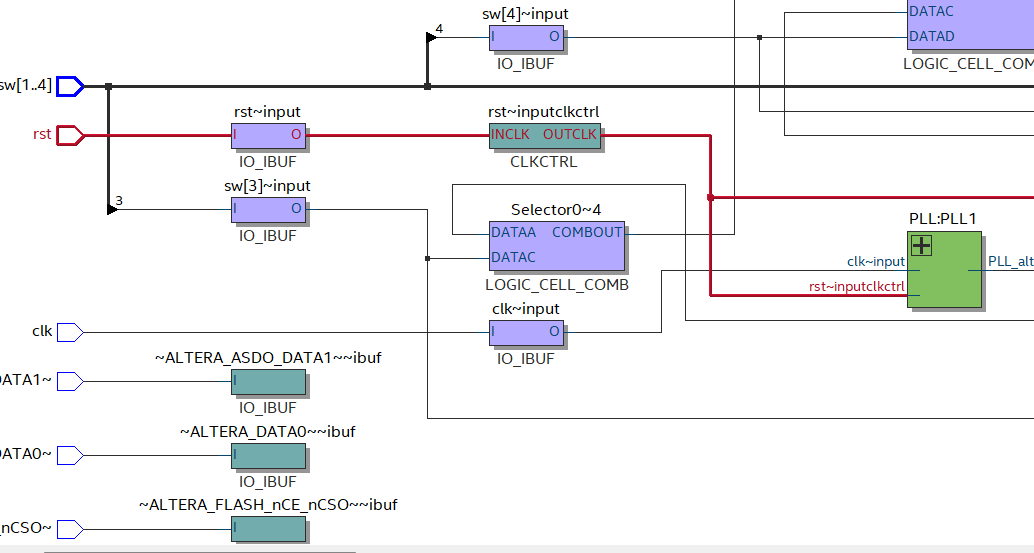 sw[4]~input
4
I O
IO_IBUF
DATAC
DATAD
LOGIC_CELL_COM
sw[1..4]
rst
rst~input
I O
IO_IBUF
rst~inputclkctrl
INCLK OUTCLK
CLKCTRL
sw[3]~input
3
I O
IO_IBUF
Selector0~4
DATAA COMBOUT
DATAC
LOGIC_CELL_COMB
PLL:PLL1
+
clk~input
PLL_alt
rst~inputclkctrl
clk
clk~input
I O
IO_IBUF
~ALTERA_ASDO_DATA1~~ibuf
DATA1~
I
IO_IBUF
~ALTERA_DATA0~~ibuf
DATA0~
I
IO_IBUF
~ALTERA_FLASH_nCE_nCSO~~ibuf
_nCSO~
I